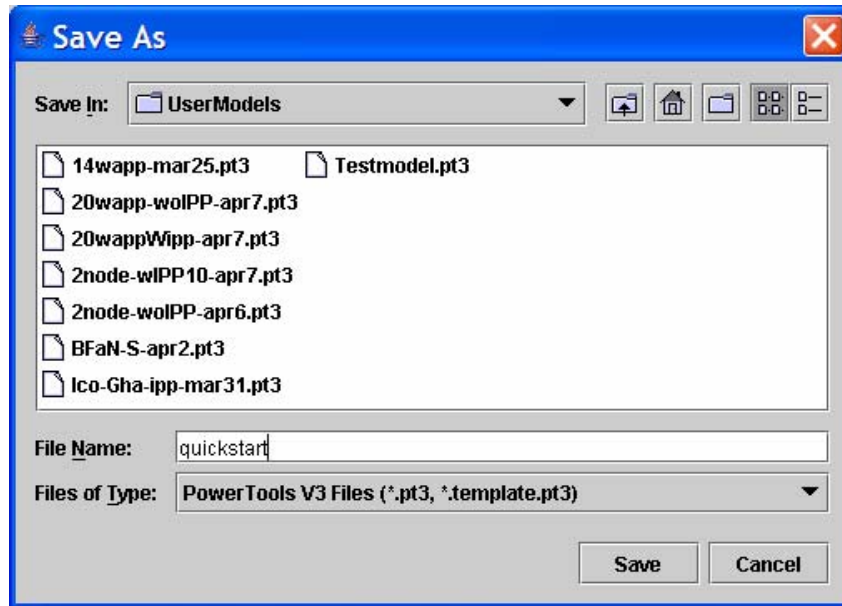 Save As
Save In: UserModels
14wapp-mar25.pt3 Testmodel.pt3
20wapp-woIPP-apr7.pt3
20wappWipp-apr7.pt3
2node-wIPP10-apr7.pt3
2node-woIPP-apr6.pt3
BFaN-S-apr2.pt3
Ico-Gha-ipp-mar31.pt3
File Name: quickstart
Files of Type: PowerTools V3 Files (*.pt3, *.template.pt3)
Save Cancel